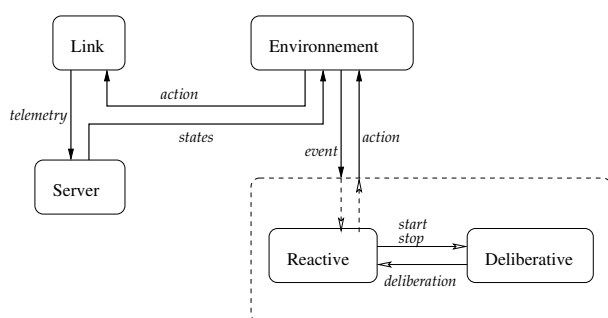 Link
Environnement
action
telemetry
states
Server
event
action
start
stop
Reactive
Deliberative
deliberation